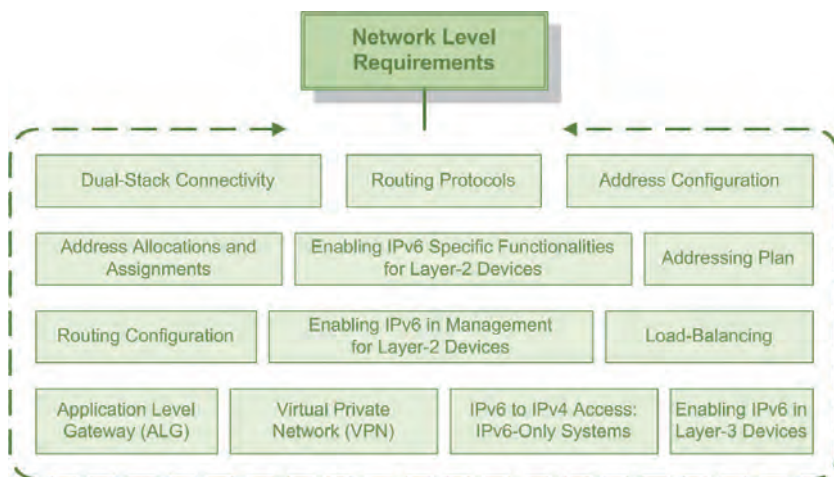 Network Level
Requirements
Dual-Stack Connectivity
Routing Protocols
Address Configuration
Address Allocations and
Assignments
Enabling IPv6 Specific Functionalities
for Layer-2 Devices
Addressing Plan
Routing Configuration
Enabling IPv6 in Management
for Layer-2 Devices
Load-Balancing
Application Level
Gateway (ALG)
Virtual Private
Network (VPN)
IPv6 to IPv4 Access:
IPv6-Only Systems
Enabling IPv6 in
Layer-3 Devices